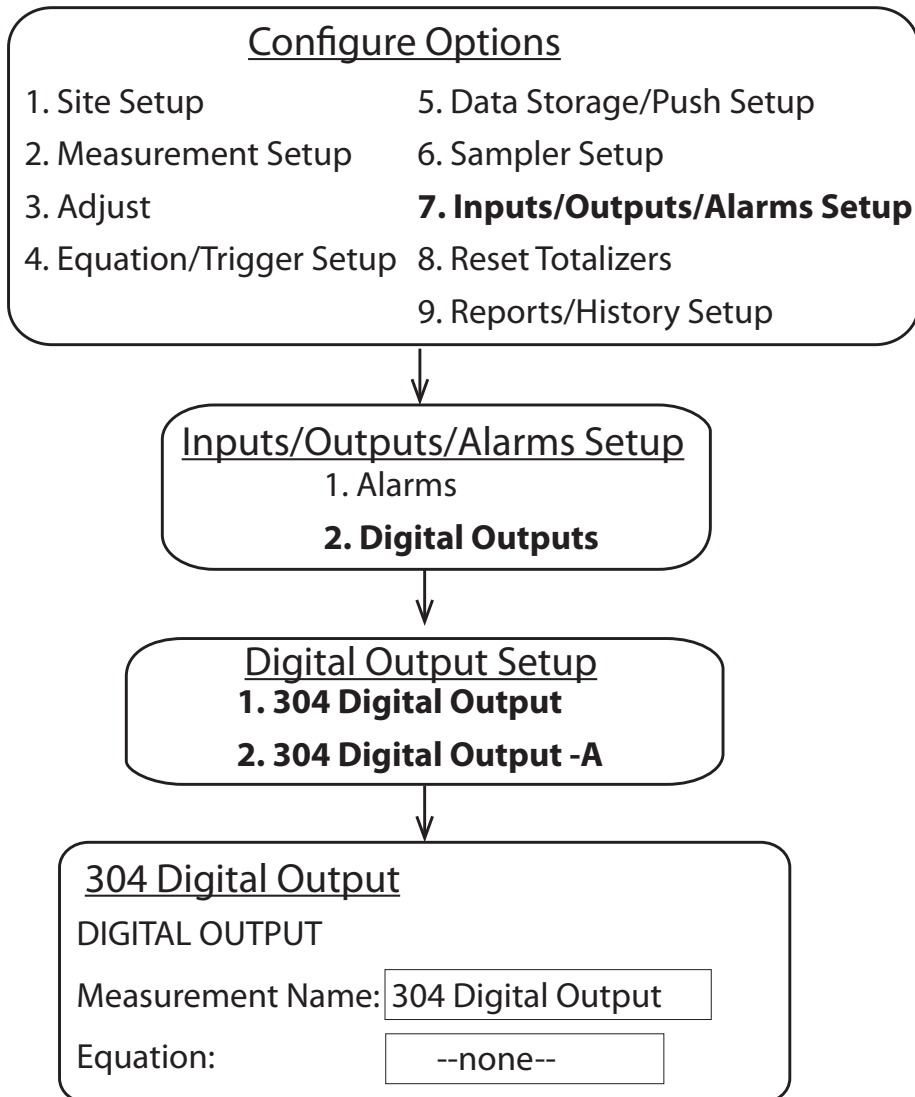 Configure Options
1. Site Setup
2. Measurement Setup
3. Adjust
4. Equation/Trigger Setup
5. Data Storage/Push Setup
6. Sampler Setup
7. Inputs/Outputs/Alarms Setup
8. Reset Totalizers
9. Reports/History Setup
Inputs/Outputs/Alarms Setup
1. Alarms
2. Digital Outputs
Digital Output Setup
1. 304 Digital Output
2. 304 Digital Output -A
304 Digital Output
DIGITAL OUTPUT
Measurement Name: 304 Digital Output
Equation: --none--